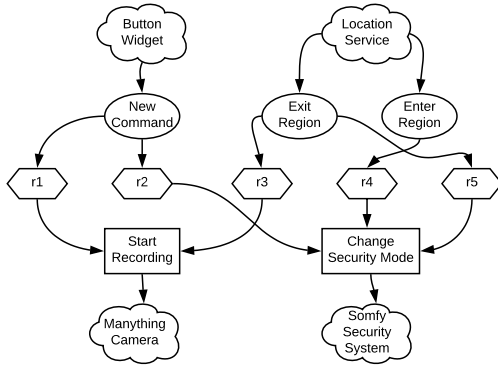 Button
Widget
Location
Service
New
Command
Exit
Region
Enter
Region
r1
r2
r3
r4
r5
Start
Recording
Change
Security Mode
Manything
Camera
Somfy
Security
System